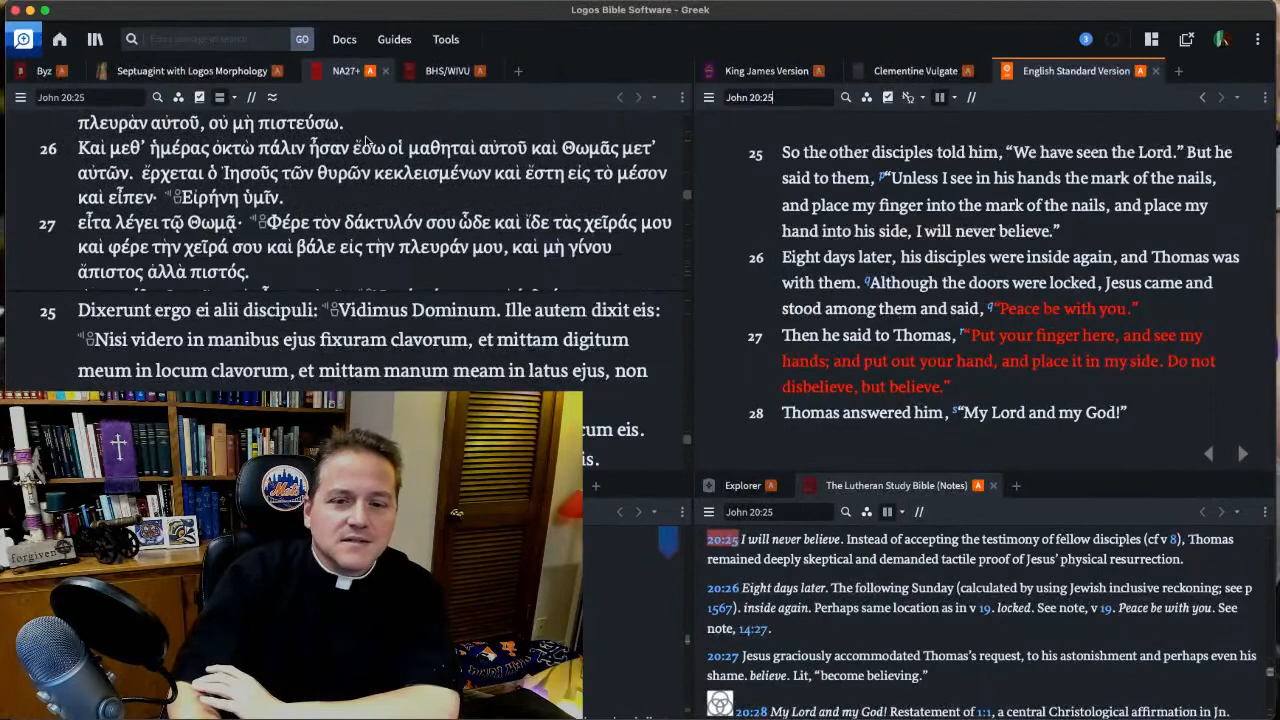 Logos Bible Software - Greek
GO
Docs
Guides
Tools
3
Byz A
Septuagint with Logos Morphology A
NA27+ A
BHS/WIVU A
John 20:25
πλευρὰν αὐτοῦ, οὐ μὴ πιστεύσω.
26 Καὶ μεθʼ ἡμέρας ὀκτὼ πάλιν ἦσαν ἔσω οἱ μαθηταὶ αὐτοῦ καὶ Θωμᾶς μετʼ
αὐτῶν. ἔρχεται ὁ Ἰησοῦς τῶν θυρῶν κεκλεισμένων καὶ ἔστη εἰς τὸ μέσον
καὶ εἶπεν· Εἰρήνη ὑμῖν.
27 εἶτα λέγει τῷ Θωμᾷ· Φέρε τὸν δάκτυλόν σου ὧδε καὶ ἴδε τὰς χεῖράς μου
καὶ φέρε τὴν χεῖρά σου καὶ βάλε εἰς τὴν πλευράν μου, καὶ μὴ γίνου
ἄπιστος ἀλλὰ πιστός.
25 Dixerunt ergo ei alii discipuli: Vidimus Dominum. Ille autem dixit eis:
Nisi videro in manibus ejus fixuram clavorum, et mittam digitum
meum in locum clavorum, et mittam manum meam in latus ejus, non
cum eis.
is.
forgiven
Mets
King James Version A
Clementine Vulgate A
English Standard Version A
John 20:25
25 So the other disciples told him, “We have seen the Lord.” But he
said to them, p“Unless I see in his hands the mark of the nails,
and place my finger into the mark of the nails, and place my
hand into his side, I will never believe.”
26 Eight days later, his disciples were inside again, and Thomas was
with them. qAlthough the doors were locked, Jesus came and
stood among them and said, q“Peace be with you.”
27 Then he said to Thomas, r“Put your finger here, and see my
hands; and put out your hand, and place it in my side. Do not
disbelieve, but believe.”
28 Thomas answered him, s“My Lord and my God!”
Explorer A
The Lutheran Study Bible (Notes) A
John 20:25
20:25 I will never believe. Instead of accepting the testimony of fellow disciples (cf v 8), Thomas
remained deeply skeptical and demanded tactile proof of Jesus’ physical resurrection.
20:26 Eight days later. The following Sunday (calculated by using Jewish inclusive reckoning; see p
1567). inside again. Perhaps same location as in v 19. locked. See note, v 19. Peace be with you. See
note, 14:27.
20:27 Jesus graciously accommodated Thomas’s request, to his astonishment and perhaps even his
shame. believe. Lit, “become believing.”
20:28 My Lord and my God! Restatement of 1:1, a central Christological affirmation in Jn.